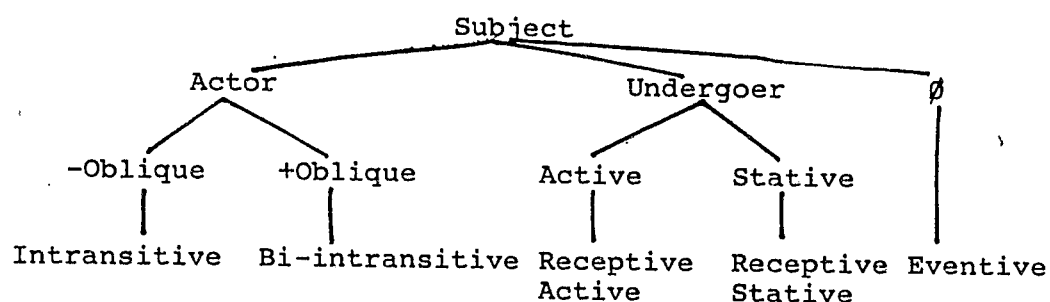 Subject
Actor Undergoer ø
-Oblique +Oblique Active Stative
Intransitive Bi-intransitive Receptive Receptive Eventive
Active Stative